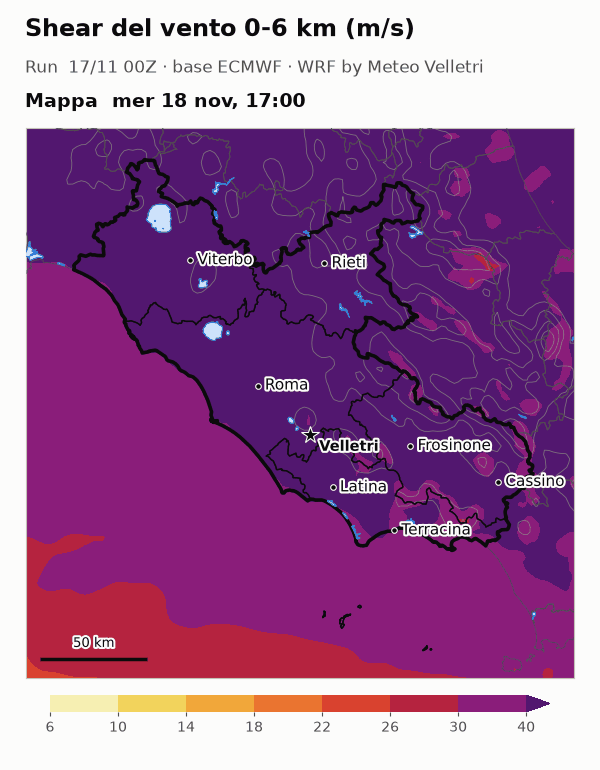 Shear del vento 0-6 km (m/s)
Run  17/11 00Z · base ECMWF · WRF by Meteo Velletri
Mappa  mer 18 nov, 17:00
Viterbo
Rieti
Roma
Velletri
Frosinone
Latina
Cassino
Terracina
50 km
6 10 14 18 22 26 30 40